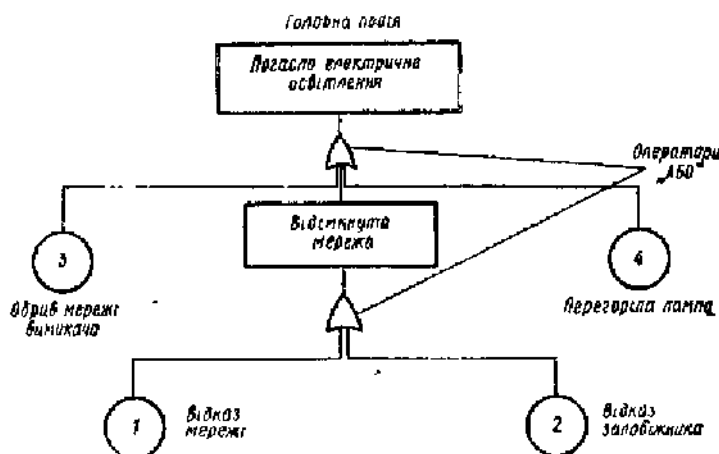 Головна подія
Погасло електричне
освітлення
Оператори
„АБО"
Відімкнута
мережа
3
4
Обрив мережі
вимикача
Перегоріла лампа
1
Відказ
мережі
2
Відказ
запобіжника